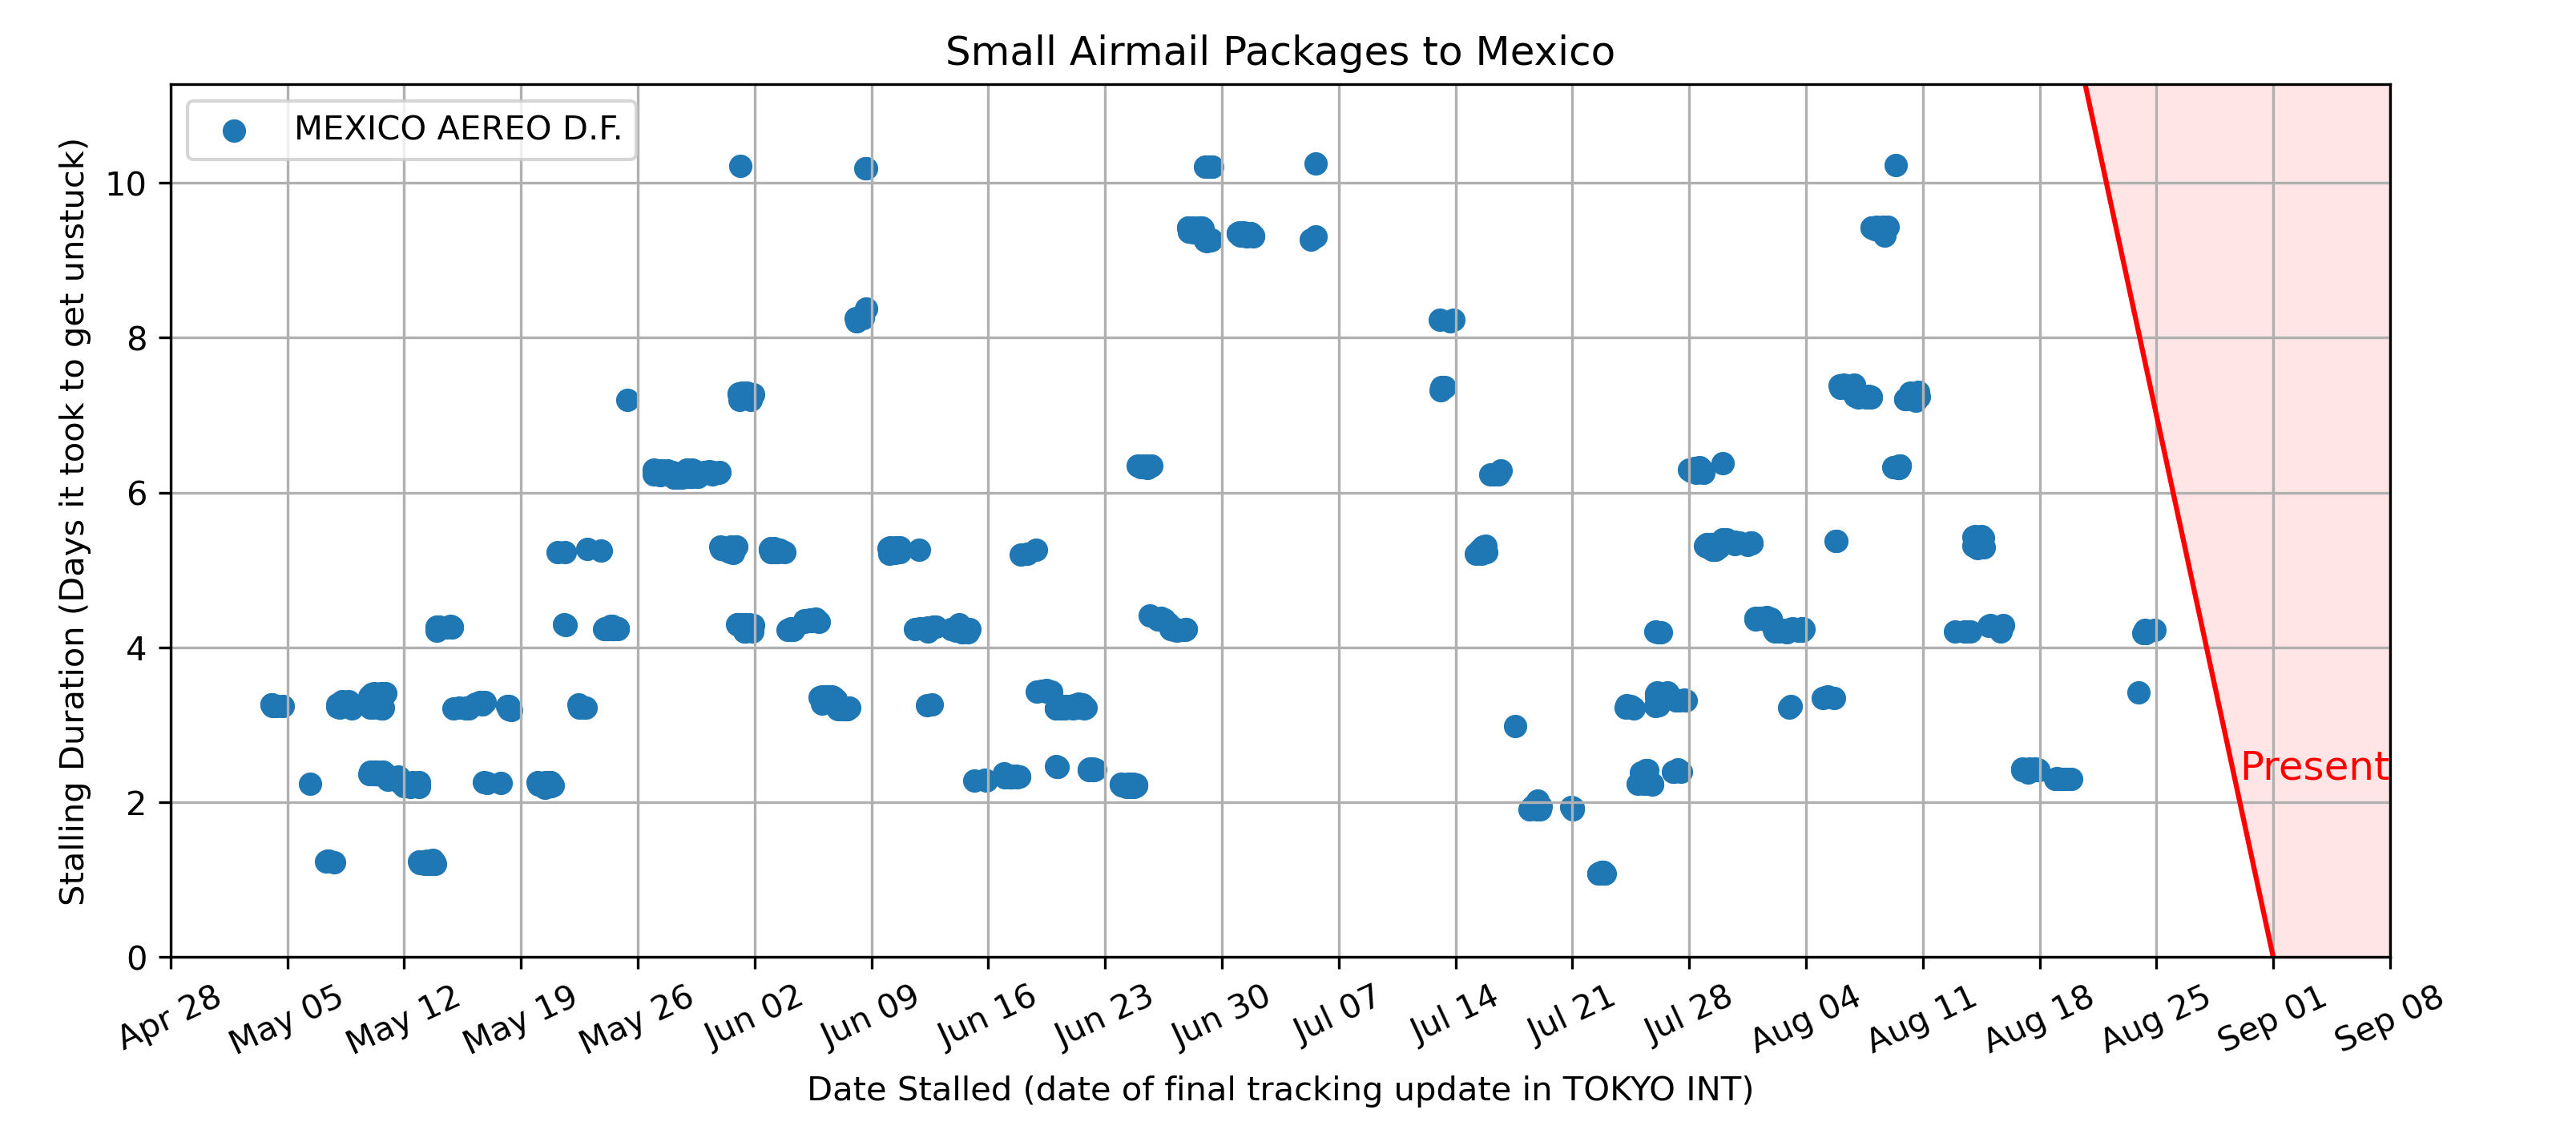 Small Airmail Packages to Mexico
MEXICO AEREO D.F.
Stalling Duration (Days it took to get unstuck)
10
8
6
4
2
0
Present
Apr 28
May 05
May 12
May 19
May 26
Jun 02
Jun 09
Jun 16
Jun 23
Jun 30
Jul 07
Jul 14
Jul 21
Jul 28
Aug 04
Aug 11
Aug 18
Aug 25
Sep 01
Sep 08
Date Stalled (date of final tracking update in TOKYO INT)